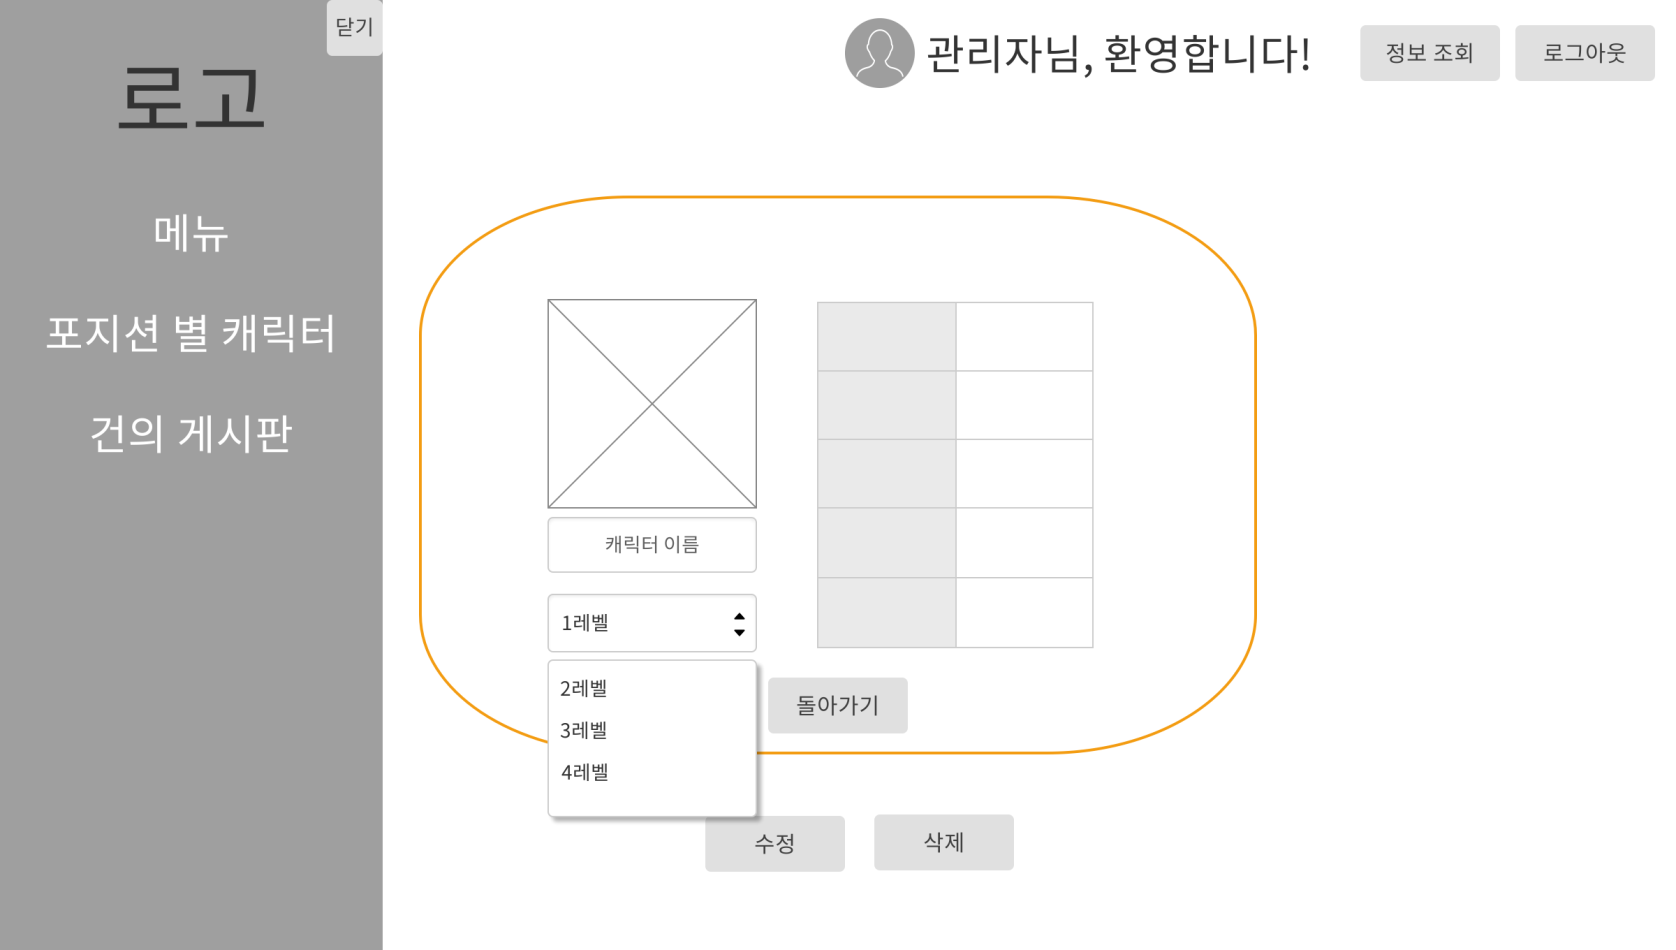 닫기
로고
메뉴
포지션 별 캐릭터
건의 게시판
관리자님, 환영합니다!
정보 조회
로그아웃
캐릭터 이름
1레벨
2레벨
3레벨
4레벨
돌아가기
수정
삭제